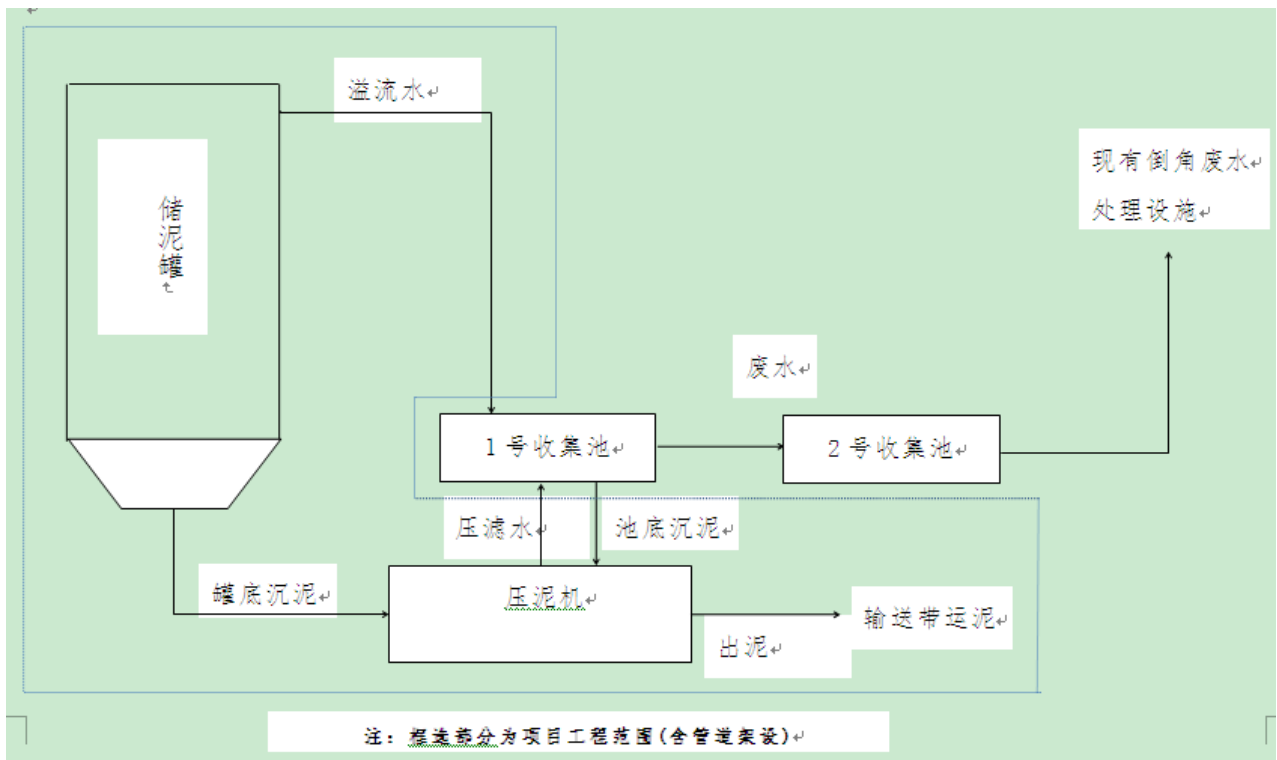 溢流水
储泥罐
现有倒角废水
处理设施
废水
1号收集池
2号收集池
压滤水
池底沉泥
罐底沉泥
压泥机
输送带运泥
出泥
注：框选部分为项目工程范围(含管道架设)